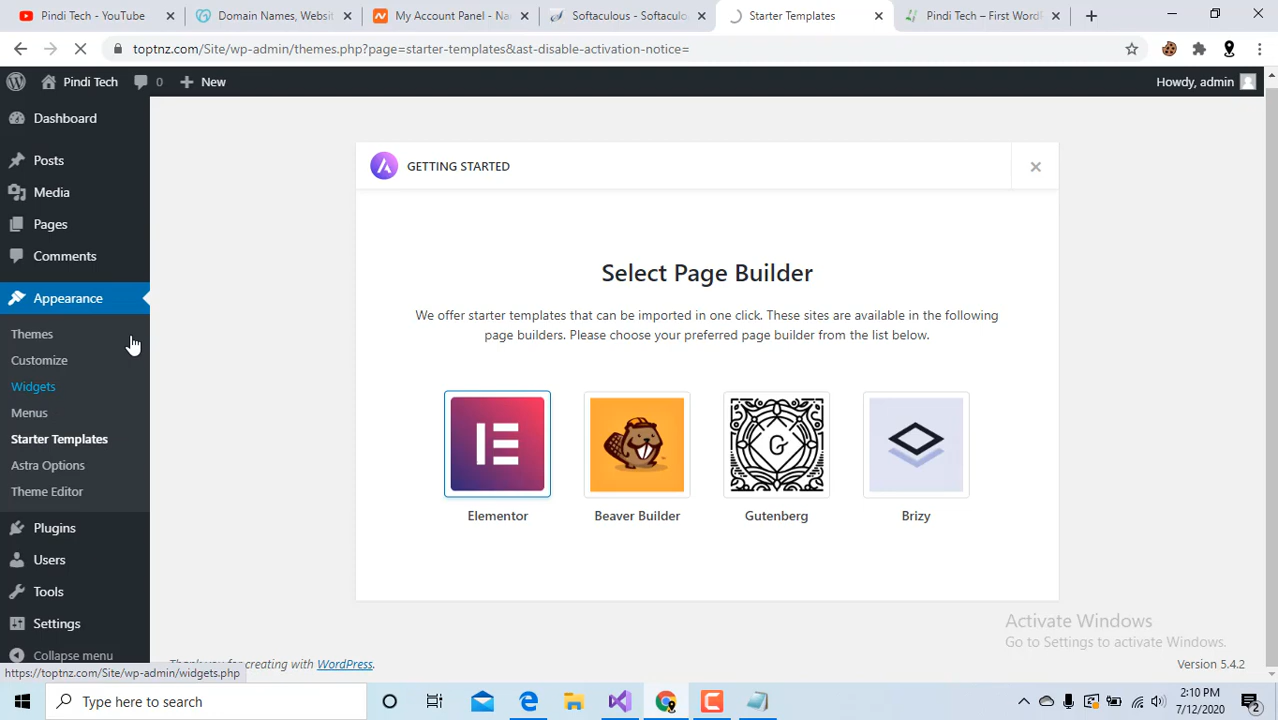 Pindi Tech - YouTube
Domain Names, Websit
My Account Panel - Na
Softaculous - Softacul
Starter Templates
Pindi Tech – First WordP
toptnz.com/Site/wp-admin/themes.php?page=starter-templates&ast-disable-activation-notice=
Pindi Tech
0
New
Howdy, admin
Dashboard
Posts
Media
Pages
Comments
Appearance
Themes
Customize
Widgets
Menus
Starter Templates
Astra Options
Theme Editor
Plugins
Users
Tools
Settings
Collapse menu
GETTING STARTED
Select Page Builder
We offer starter templates that can be imported in one click. These sites are available in the following
page builders. Please choose your preferred page builder from the list below.
Elementor
Beaver Builder
Gutenberg
Brizy
Activate Windows
Go to Settings to activate Windows.
Thank you for creating with WordPress.
Version 5.4.2
https://toptnz.com/Site/wp-admin/widgets.php
Type here to search
2:10 PM
7/12/2020
2